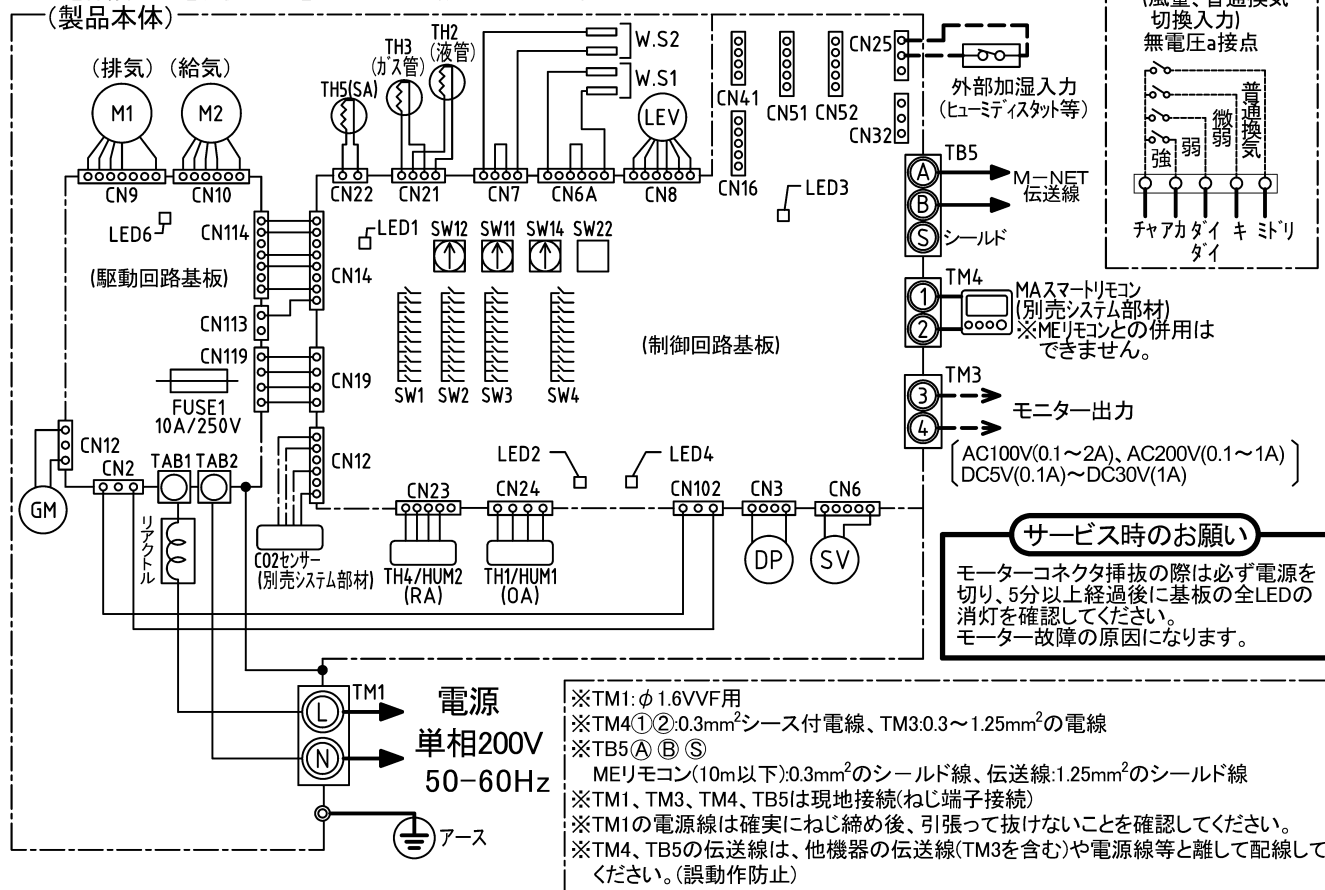 (製品本体)
(排気)
(給気)
M1
M2
CN9
CN10
LED6
CN114
(駆動回路基板)
CN113
CN119
FUSE1
10A/250V
CN12
CN2
TAB1
TAB2
GM
リアクトル
TH5(SA)
TH3
(ガス管)
TH2
(液管)
W.S2
W.S1
LEV
CN22
CN21
CN7
CN6A
CN8
CN41
CN51
CN52
CN16
CN25
CN32
外部加湿入力
(ヒューミディスタット等)
LED1
SW12
SW11
SW14
SW22
LED3
CN14
CN19
SW1
SW2
SW3
SW4
(制御回路基板)
CN12
LED2
LED4
CO2センサー
(別売システム部材)
CN23
CN24
TH4/HUM2
(RA)
TH1/HUM1
(OA)
CN102
CN3
CN6
DP
SV
TB5
A
B
S
M-NET
伝送線
シールド
TM4
1
2
MAスマートリモコン
(別売システム部材)
※MEリモコンとの併用は
できません。
TM3
3
4
モニター出力
AC100V(0.1~2A)、AC200V(0.1~1A)
DC5V(0.1A)~DC30V(1A)
切換入力)
無電圧a接点
強
弱
微弱
普通換気
チャ
アカ
ダイ
ダイ
キ
ミドリ
サービス時のお願い
モーターコネクタ挿抜の際は必ず電源を
切り、5分以上経過後に基板の全LEDの
消灯を確認してください。
モーター故障の原因になります。
TM1
L
N
電源
単相200V
50-60Hz
アース
※TM1:φ1.6VVF用
※TM4①②:0.3mm²シース付電線、TM3:0.3~1.25mm²の電線
※TB5Ⓐ Ⓑ Ⓢ
MEリモコン(10m以下):0.3mm²のシールド線、伝送線:1.25mm²のシールド線
※TM1、TM3、TM4、TB5は現地接続(ねじ端子接続)
※TM1の電源線は確実にねじ締め後、引張って抜けないことを確認してください。
※TM4、TB5の伝送線は、他機器の伝送線(TM3を含む)や電源線等と離して配線して
ください。(誤動作防止)